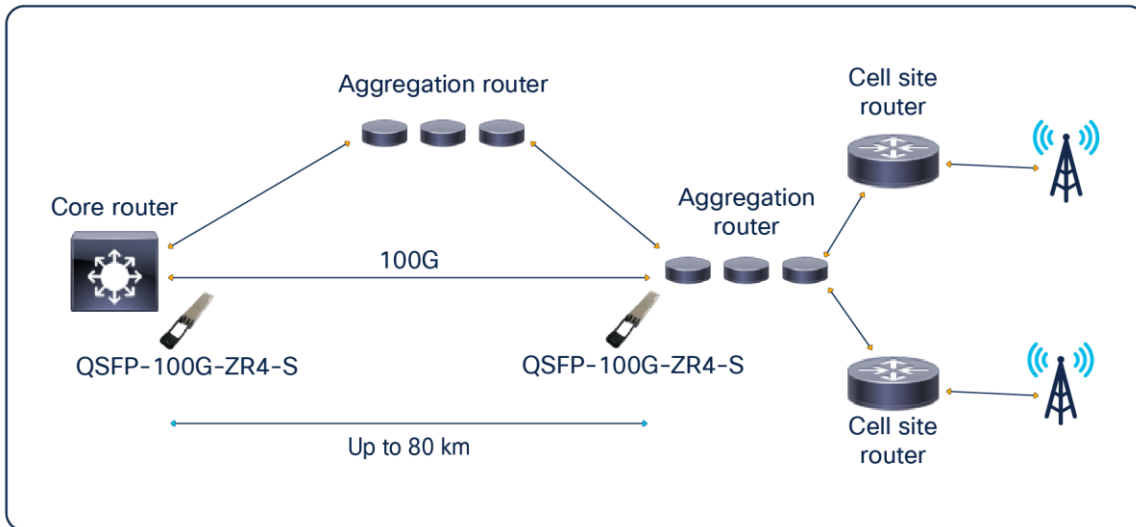 Aggregation router
Cell site
router
Core router
Aggregation
router
100G
QSFP-100G-ZR4-S
QSFP-100G-ZR4-S
Up to 80 km
Cell site
router